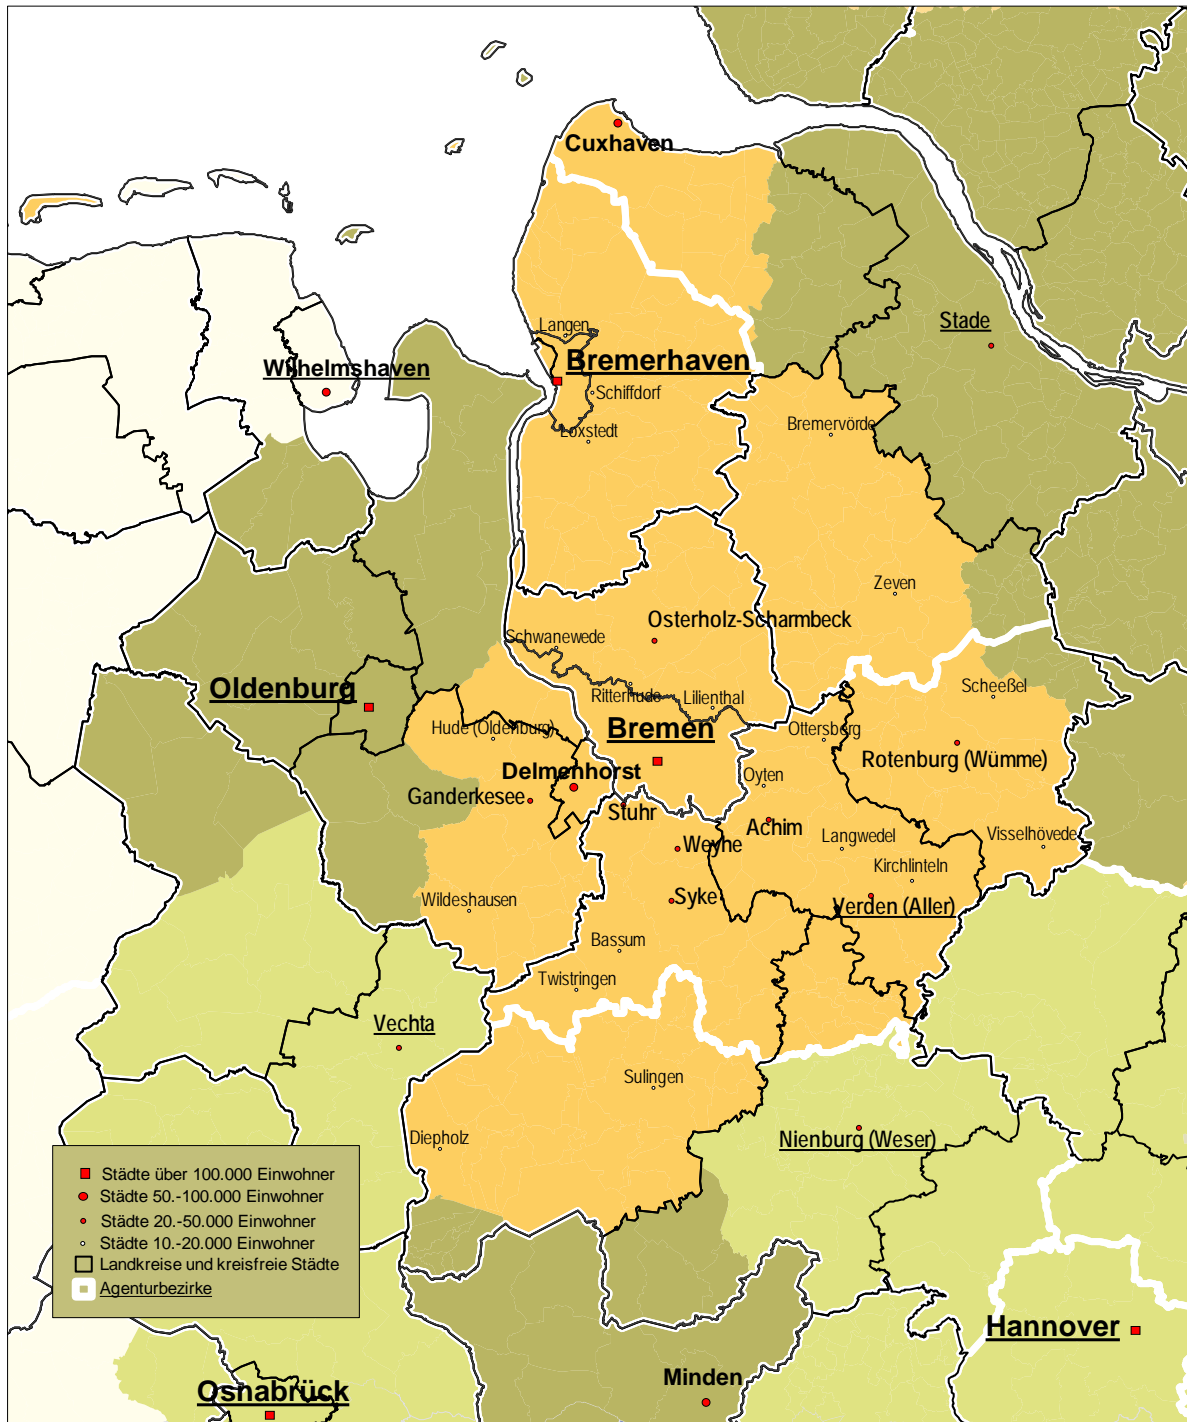 Cuxhaven
Stade
Langen
Bremerhaven
Wilhelmshaven
Schiffdorf
Bremervörde
Loxstedt
Zeven
Osterholz-Scharmbeck
Schwanewede
Scheeßel
Oldenburg
Ritterhude
Lilienthal
Hude (Oldenburg)
Bremen
Ottersberg
Rotenburg (Wümme)
Delmenhorst
Oyten
Ganderkesee
Stuhr
Achim
Langwedel
Visselhövede
Weyhe
Kirchlinteln
Wildeshausen
Syke
Verden (Aller)
Bassum
Twistringen
Vechta
Sulingen
Diepholz
Nienburg (Weser)
Städte über 100.000 Einwohner
Städte 50.-100.000 Einwohner
Städte 20.-50.000 Einwohner
Städte 10.-20.000 Einwohner
Landkreise und kreisfreie Städte
Agenturbezirke
Hannover
Minden
Osnabrück